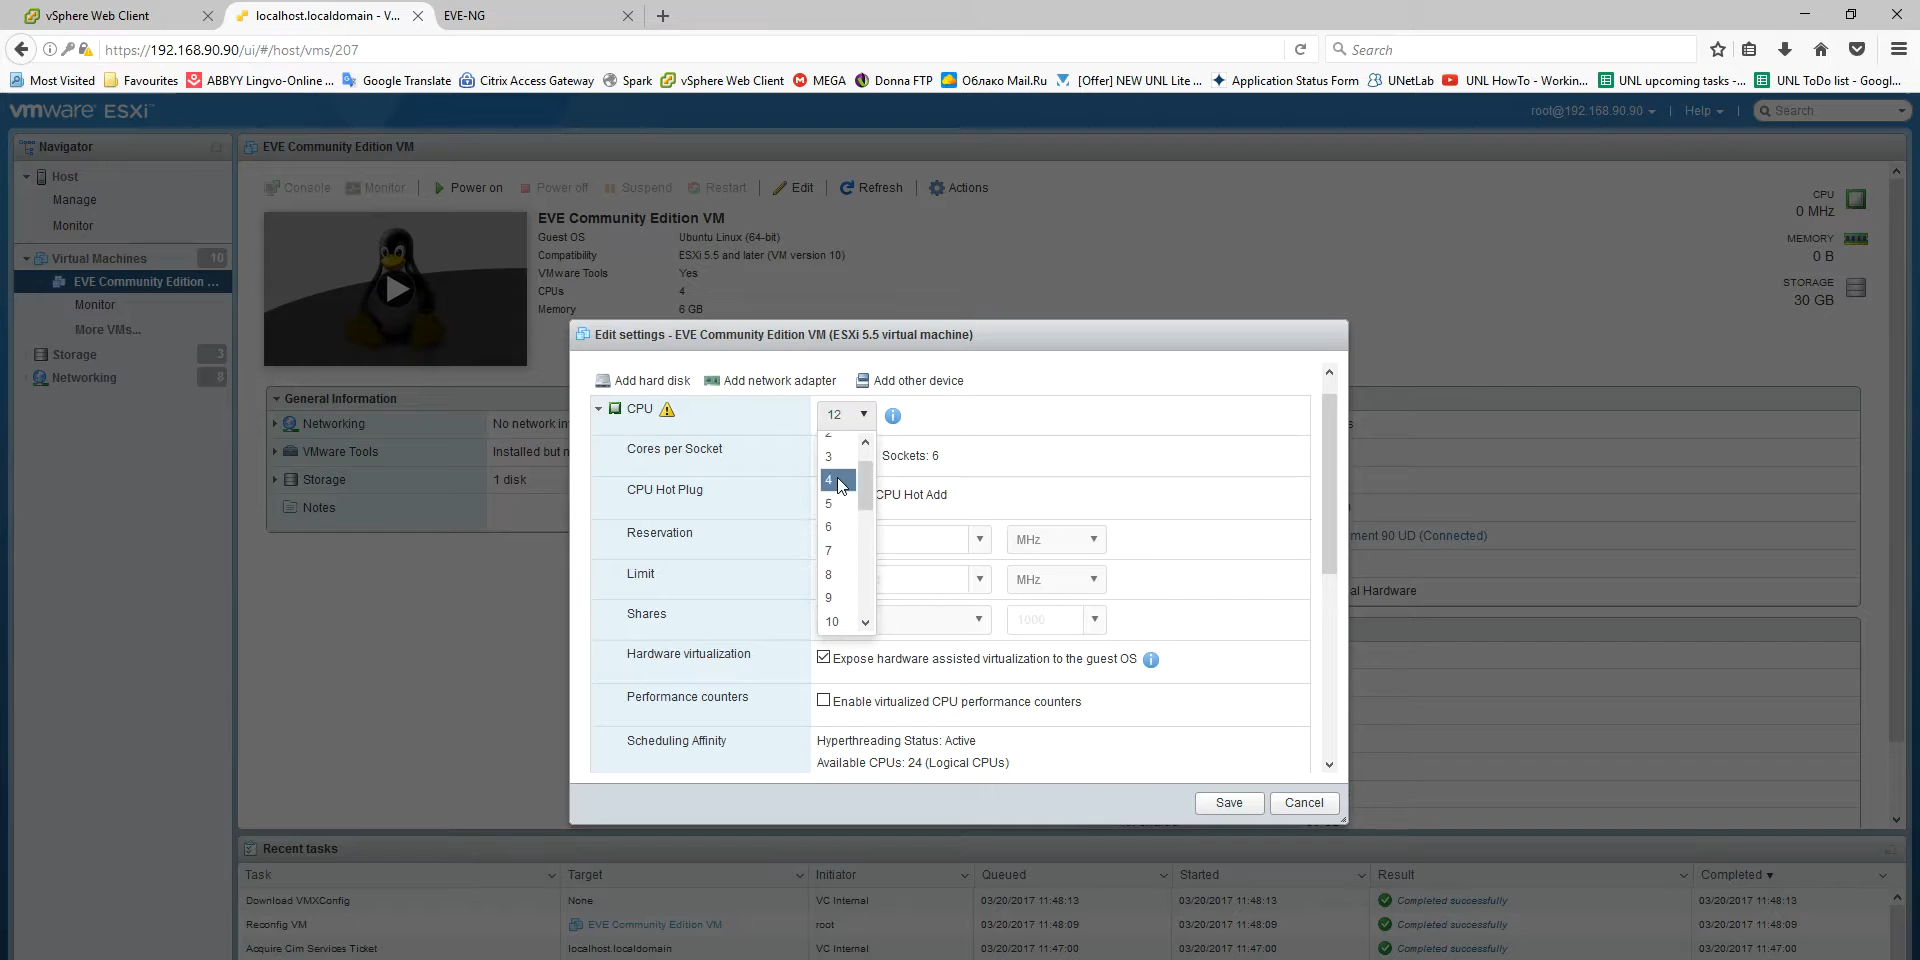 vSphere Web Client
localhost.localdomain - V...
EVE-NG
https://192.168.90.90/ui/#/host/vms/207
Search
Most Visited
Favourites
ABBYY Lingvo-Online ...
Google Translate
Citrix Access Gateway
Spark
vSphere Web Client
MEGA
Donna FTP
Облако Mail.Ru
[Offer] NEW UNL Lite ...
Application Status Form
UNetLab
UNL HowTo - Workin...
UNL upcoming tasks -...
UNL ToDo list - Googl...
vmware ESXi™
root@192.168.90.90
Help
Search
Navigator
Host
Manage
Monitor
Virtual Machines 10
EVE Community Edition ...
Monitor
More VMs...
Storage 3
Networking 8
EVE Community Edition VM
Console
Monitor
Power on
Power off
Suspend
Restart
Edit
Refresh
Actions
EVE Community Edition VM
Guest OS Ubuntu Linux (64-bit)
Compatibility ESXi 5.5 and later (VM version 10)
VMware Tools Yes
CPUs 4
Memory 6 GB
CPU
0 MHz
MEMORY
0 B
STORAGE
30 GB
General Information
Networking No network in
VMware Tools Installed but n
Storage 1 disk
Notes
ment 90 UD (Connected)
al Hardware
Edit settings - EVE Community Edition VM (ESXi 5.5 virtual machine)
Add hard disk
Add network adapter
Add other device
CPU 12
2
3
4
5
6
7
8
9
10
Cores per Socket Sockets: 6
CPU Hot Plug CPU Hot Add
Reservation MHz
Limit MHz
Shares 1000
Hardware virtualization Expose hardware assisted virtualization to the guest OS
Performance counters Enable virtualized CPU performance counters
Scheduling Affinity Hyperthreading Status: Active
Available CPUs: 24 (Logical CPUs)
Save
Cancel
Recent tasks
Task Target Initiator Queued Started Result Completed
Download VMXConfig None VC Internal 03/20/2017 11:48:13 03/20/2017 11:48:13 Completed successfully 03/20/2017 11:48:13
Reconfig VM EVE Community Edition VM root 03/20/2017 11:48:09 03/20/2017 11:48:09 Completed successfully 03/20/2017 11:48:09
Acquire Cim Services Ticket localhost.localdomain VC Internal 03/20/2017 11:47:00 03/20/2017 11:47:00 Completed successfully 03/20/2017 11:47:00